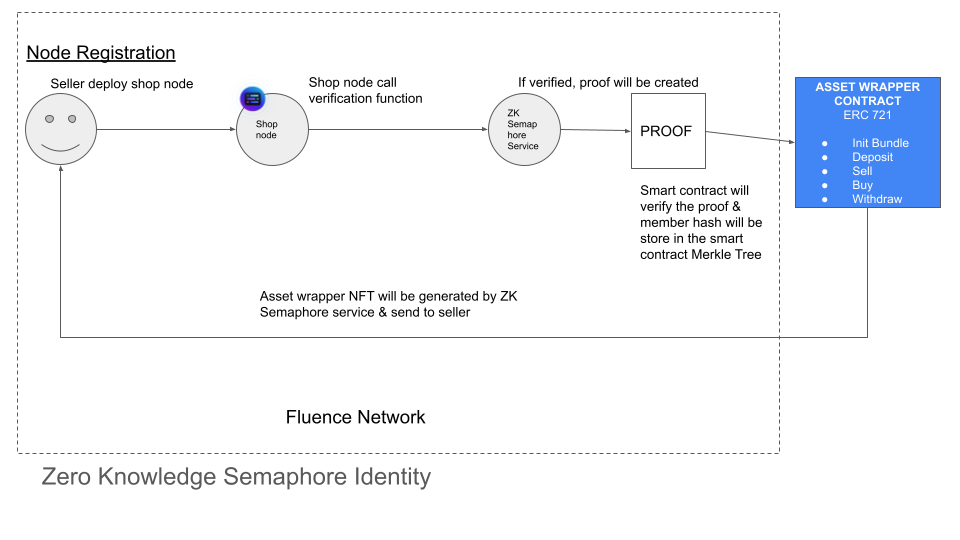 Node Registration
Seller deploy shop node
Shop node call
verification function
If verified, proof will be created
Shop
node
ZK
Semap
hore
Service
PROOF
ASSET WRAPPER
CONTRACT
ERC 721
● Init Bundle
● Deposit
● Sell
● Buy
● Withdraw
Smart contract will
verify the proof &
member hash will be
store in the smart
contract Merkle Tree
Asset wrapper NFT will be generated by ZK
Semaphore service & send to seller
Fluence Network
Zero Knowledge Semaphore Identity